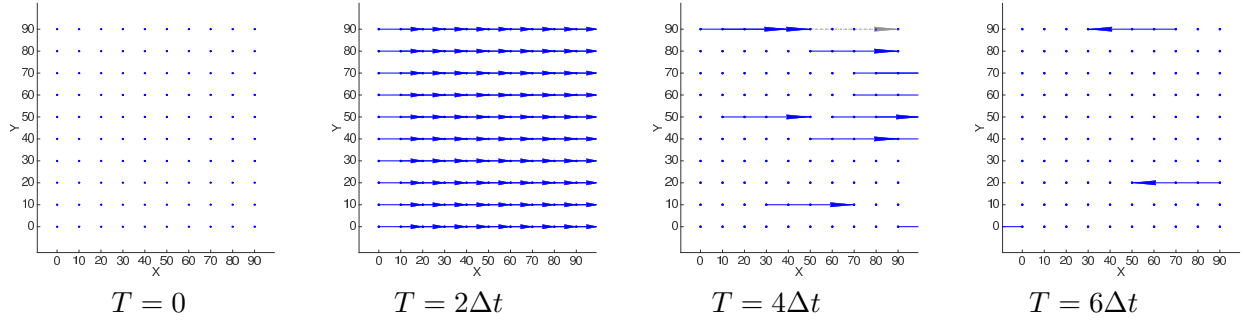 90 90 90 90
80 80 80 80
70 70 70 70
60 60 60 60
50 50 50 50
Y Y Y Y
40 40 40 40
30 30 30 30
20 20 20 20
10 10 10 10
0 0 0 0
0 10 20 30 40 50 60 70 80 90 0 10 20 30 40 50 60 70 80 90 0 10 20 30 40 50 60 70 80 90 0 10 20 30 40 50 60 70 80 90
X X X X
T = 0 T = 2Δt T = 4Δt T = 6Δt